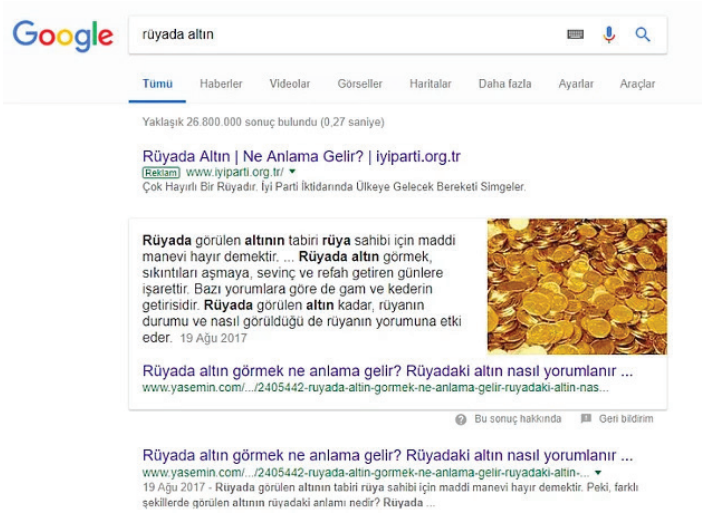 Google
rüyada altın
Tümü Haberler Videolar Görseller Haritalar Daha fazla Ayarlar Araçlar
Yaklaşık 26.800.000 sonuç bulundu (0,27 saniye)
Rüyada Altın | Ne Anlama Gelir? | iyiparti.org.tr
Reklam www.iyiparti.org.tr/
Çok Hayırlı Bir Rüyadır. İyi Parti İktidarında Ülkeye Gelecek Bereketi Simgeler.
Rüyada görülen altının tabiri rüya sahibi için maddi
manevi hayır demektir. ... Rüyada altın görmek,
sıkıntıları aşmaya, sevinç ve refah getiren günlere
işarettir. Bazı yorumlara göre de gam ve kederin
getirisidir. Rüyada görülen altın kadar, rüyanın
durumu ve nasıl görüldüğü de rüyanın yorumuna etki
eder. 19 Ağu 2017
Rüyada altın görmek ne anlama gelir? Rüyadaki altın nasıl yorumlanır ...
www.yasemin.com/.../2405442-ruyada-altin-gormek-ne-anlama-gelir-ruyadaki-altin-nas...
Bu sonuç hakkında Geri bildirim
Rüyada altın görmek ne anlama gelir? Rüyadaki altın nasıl yorumlanır ...
www.yasemin.com/.../2405442-ruyada-altin-gormek-ne-anlama-gelir-ruyadaki-altin-...
19 Ağu 2017 - Rüyada görülen altının tabiri rüya sahibi için maddi manevi hayır demektir. Peki, farklı
şekillerde görülen altının rüyadaki anlamı nedir? Rüyada ...